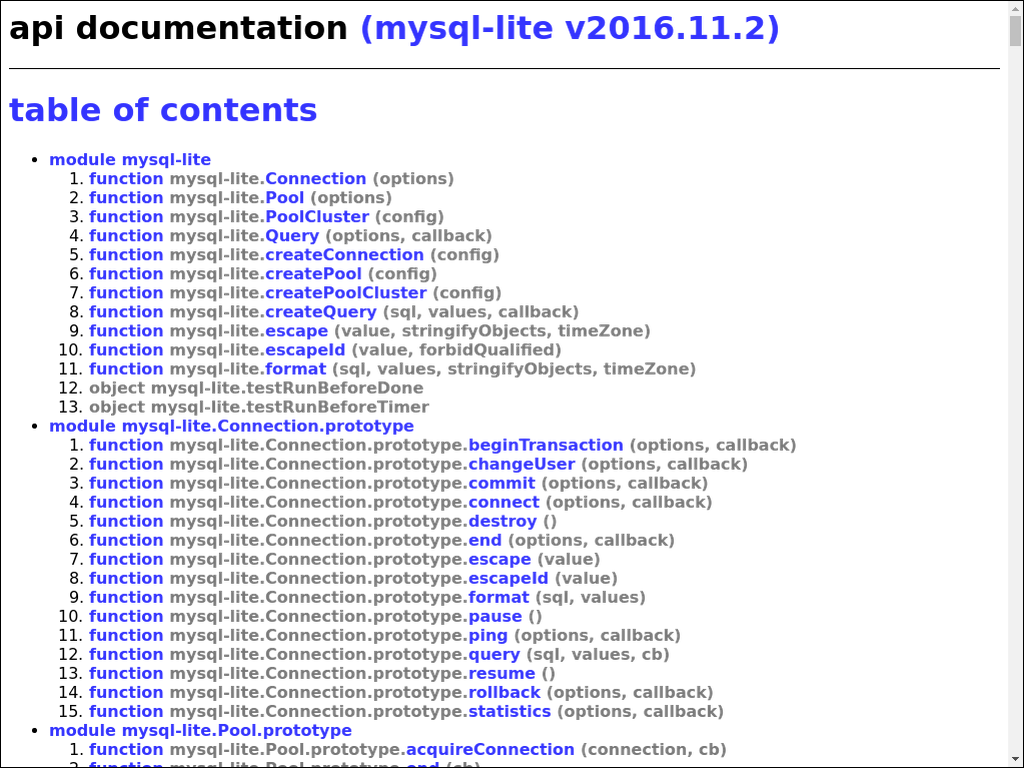 api documentation (mysql-lite v2016.11.2)
table of contents
• module mysql-lite
1. function mysql-lite.Connection (options)
2. function mysql-lite.Pool (options)
3. function mysql-lite.PoolCluster (config)
4. function mysql-lite.Query (options, callback)
5. function mysql-lite.createConnection (config)
6. function mysql-lite.createPool (config)
7. function mysql-lite.createPoolCluster (config)
8. function mysql-lite.createQuery (sql, values, callback)
9. function mysql-lite.escape (value, stringifyObjects, timeZone)
10. function mysql-lite.escapeId (value, forbidQualified)
11. function mysql-lite.format (sql, values, stringifyObjects, timeZone)
12. object mysql-lite.testRunBeforeDone
13. object mysql-lite.testRunBeforeTimer
• module mysql-lite.Connection.prototype
1. function mysql-lite.Connection.prototype.beginTransaction (options, callback)
2. function mysql-lite.Connection.prototype.changeUser (options, callback)
3. function mysql-lite.Connection.prototype.commit (options, callback)
4. function mysql-lite.Connection.prototype.connect (options, callback)
5. function mysql-lite.Connection.prototype.destroy ()
6. function mysql-lite.Connection.prototype.end (options, callback)
7. function mysql-lite.Connection.prototype.escape (value)
8. function mysql-lite.Connection.prototype.escapeId (value)
9. function mysql-lite.Connection.prototype.format (sql, values)
10. function mysql-lite.Connection.prototype.pause ()
11. function mysql-lite.Connection.prototype.ping (options, callback)
12. function mysql-lite.Connection.prototype.query (sql, values, cb)
13. function mysql-lite.Connection.prototype.resume ()
14. function mysql-lite.Connection.prototype.rollback (options, callback)
15. function mysql-lite.Connection.prototype.statistics (options, callback)
• module mysql-lite.Pool.prototype
1. function mysql-lite.Pool.prototype.acquireConnection (connection, cb)
2. function mysql-lite.Pool.prototype.end (cb)